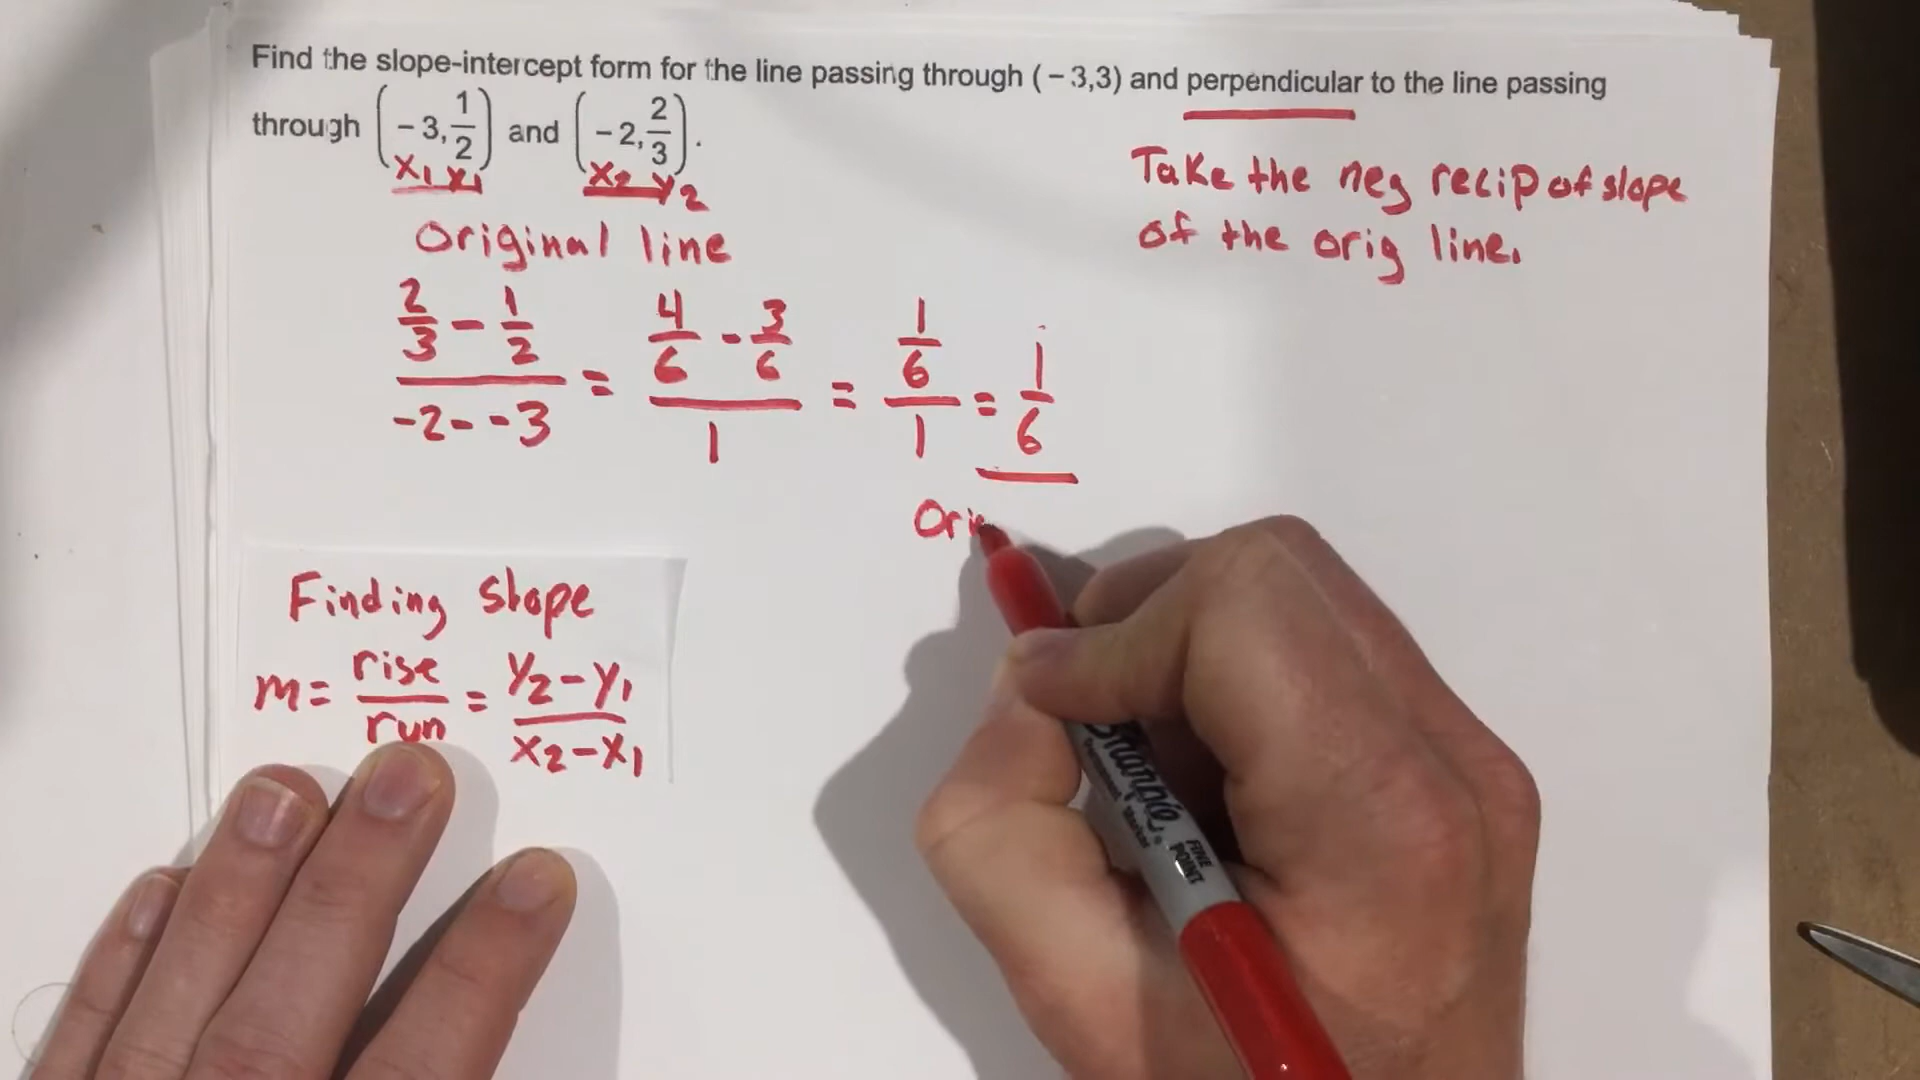 Find the slope-intercept form for the line passing through (−3,3) and perpendicular to the line passing
through (−3, 1/2) and (−2, 2/3).
x1 y1 x2 y2
Take the neg recip of slope
of the orig line.
Original line
(2/3 - 1/2)/(-2--3) = (4/6 - 3/6)/1 = (1/6)/1 = 1/6
Ori
Finding slope
m = rise/run = (y2-y1)/(x2-x1)
Sharpie
FINE
POINT